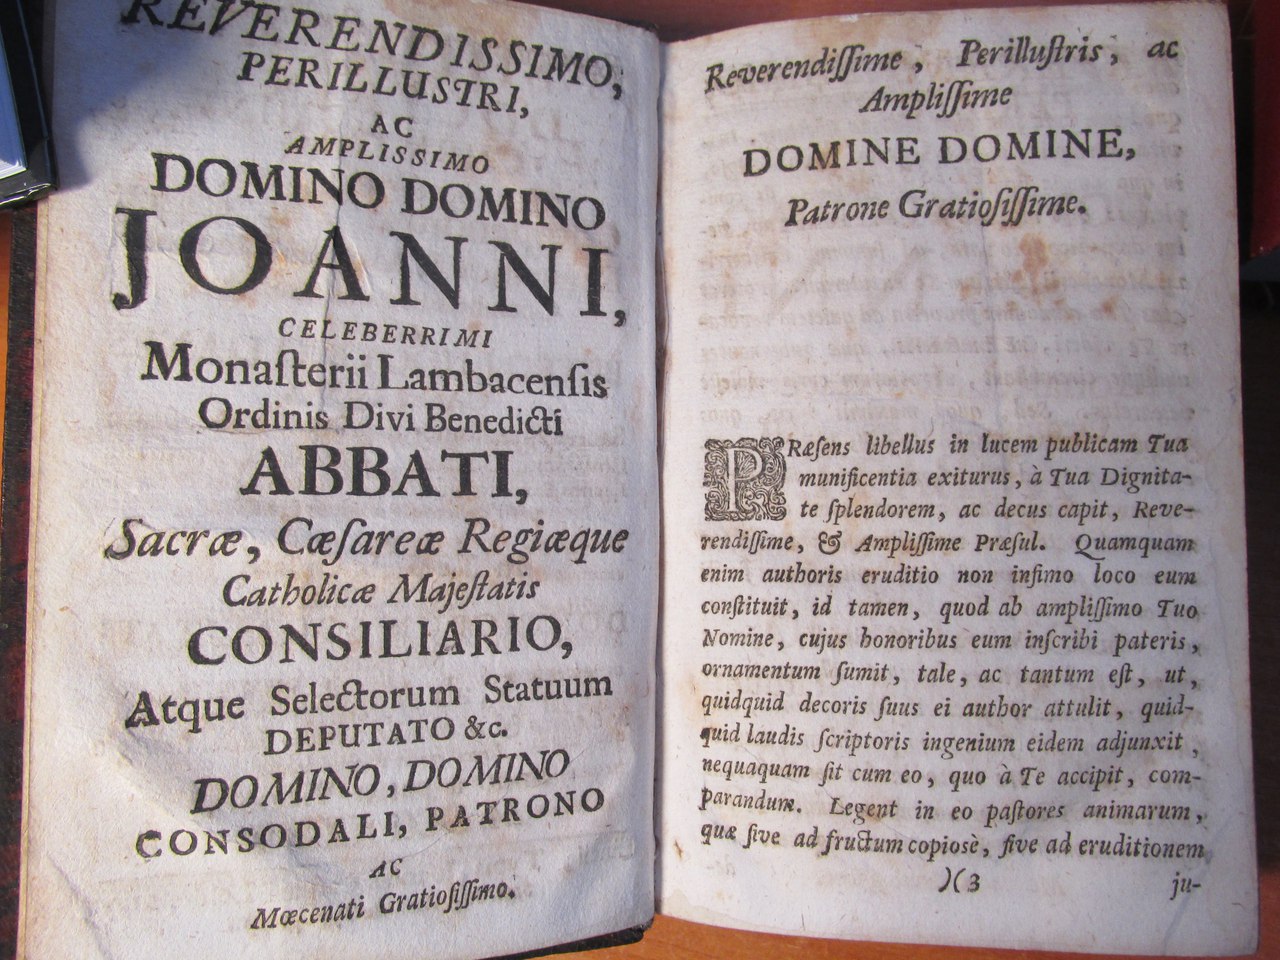 REVERENDISSIMO,
PERILLUSTRI,
AC
AMPLISSIMO
DOMINO DOMINO
JOANNI,
CELEBERRIMI
Monaſterii Lambacenſis
Ordinis Divi Benedicti
ABBATI,
Sacræ, Cæſareæ Regiæque
Catholicæ Majeſtatis
CONSILIARIO,
Atque Selectorum Statuum
DEPUTATO &c.
DOMINO, DOMINO
CONSODALI, PATRONO
AC
Mœcenati Gratioſiſſimo.
Reverendiſſime, Perilluſtris, ac
Ampliſſime
DOMINE DOMINE,
Patrone Gratioſiſſime.
PRæſens libellus in lucem publicam Tua
munificentia exiturus, à Tua Dignita-
te ſplendorem, ac decus capit, Reve-
rendiſſime, & Ampliſſime Præſul. Quamquam
enim authoris eruditio non infimo loco eum
conſtituit, id tamen, quod ab ampliſſimo Tuo
Nomine, cujus honoribus eum inſcribi pateris,
ornamentum ſumit, tale, ac tantum eſt, ut,
quidquid decoris ſuus ei author attulit, quid-
quid laudis ſcriptoris ingenium eidem adjunxit,
nequaquam ſit cum eo, quo à Te accipit, com-
parandum. Legent in eo paſtores animarum,
quæ ſive ad fructum copiosè, ſive ad eruditionem
)( 3
ju-